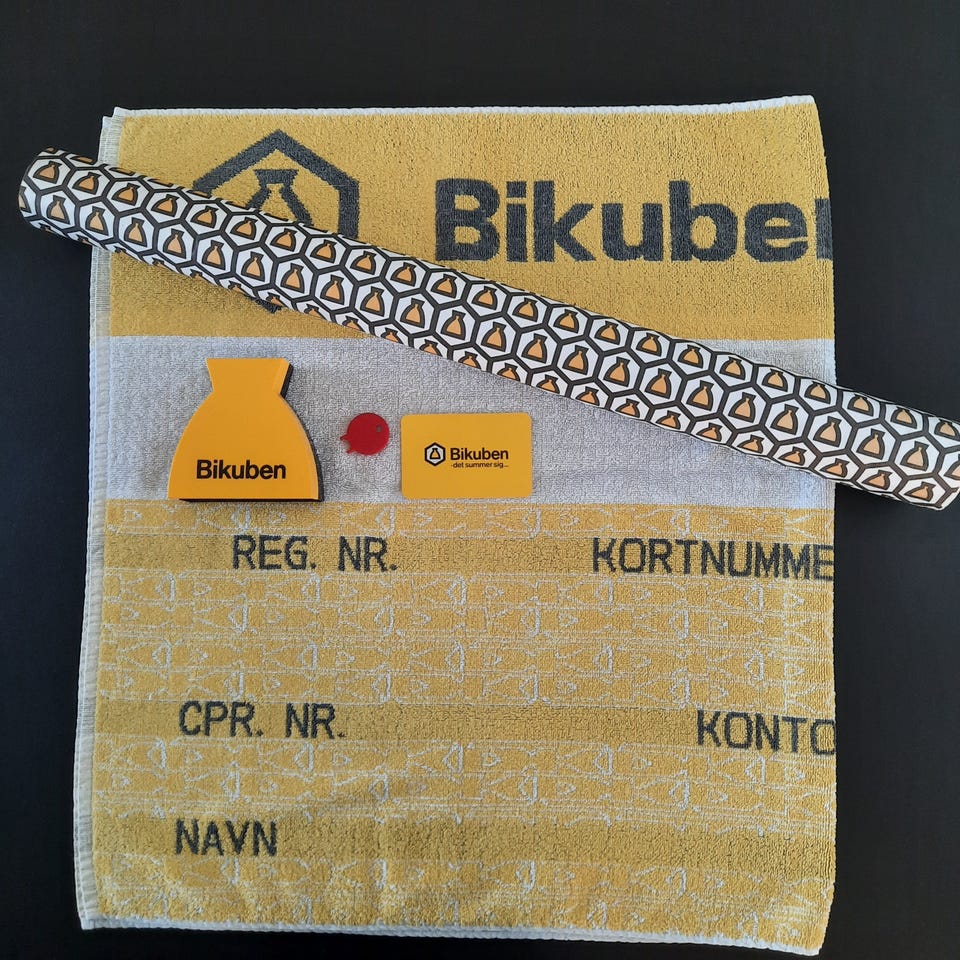 Bikuben
Bikuben
Bikuben
-det summer sig...
REG. NR.
KORTNUMME
CPR. NR.
KONTO
NAVN